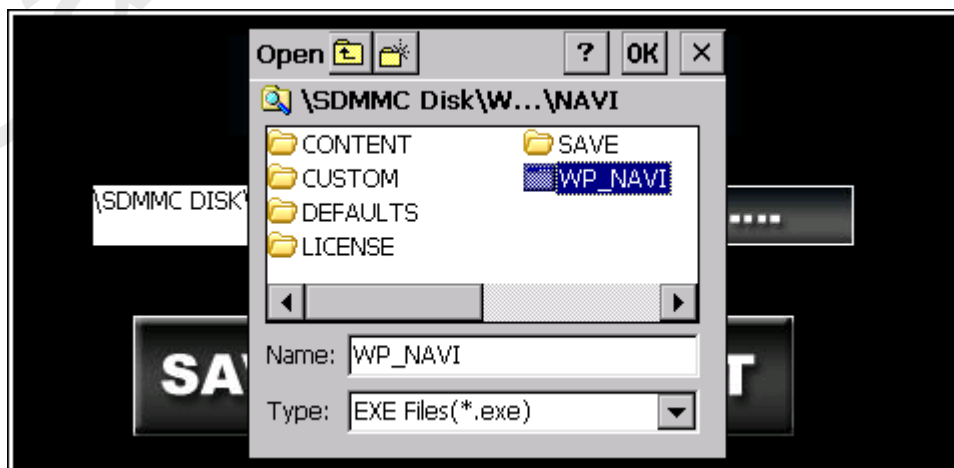 Open ? OK ×
\SDMMC Disk\W...\NAVI
CONTENT SAVE
CUSTOM WP_NAVI
DEFAULTS
LICENSE
\SDMMC DISK\
....
Name: WP_NAVI
SA T
Type: EXE Files(*.exe)